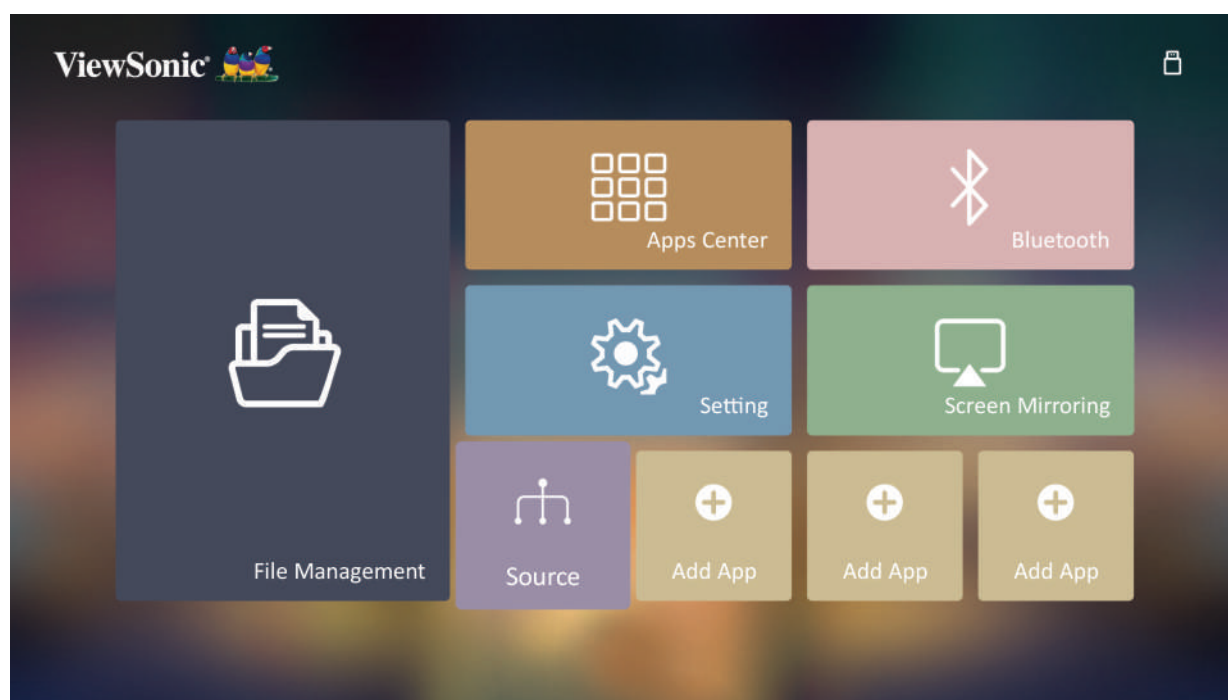 ViewSonic®
Apps Center
Bluetooth
Setting
Screen Mirroring
File Management
Source
Add App
Add App
Add App